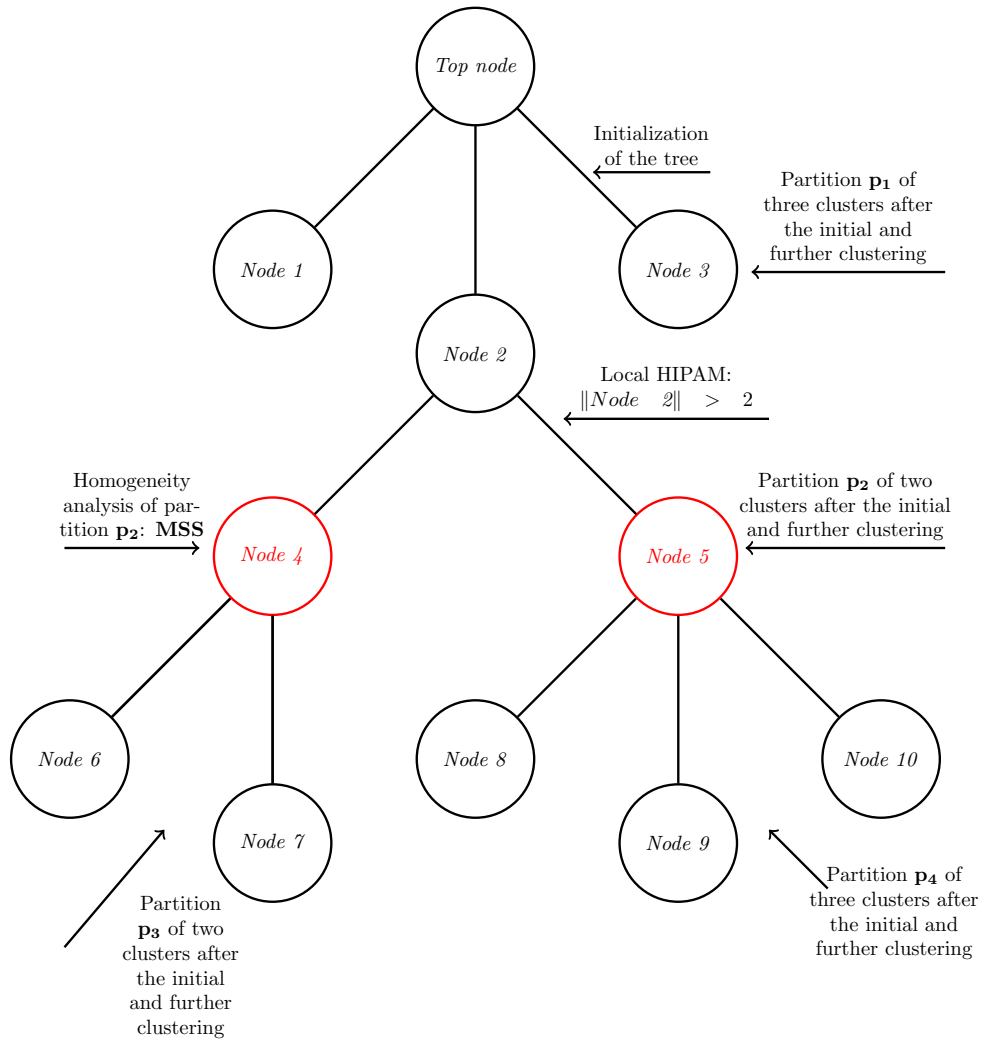 Top node
Initialization
of the tree
Partition p₁ of
three clusters after
the initial and
further clustering
Node 1
Node 3
Node 2
Local HIPAM:
‖Node 2‖ > 2
Homogeneity
analysis of par-
tition p₂: MSS
Partition p₂ of two
clusters after the initial
and further clustering
Node 4
Node 5
Node 6
Node 8
Node 10
Node 7
Node 9
Partition
p₃ of two
clusters after
the initial
and further
clustering
Partition p₄ of
three clusters after
the initial and
further clustering